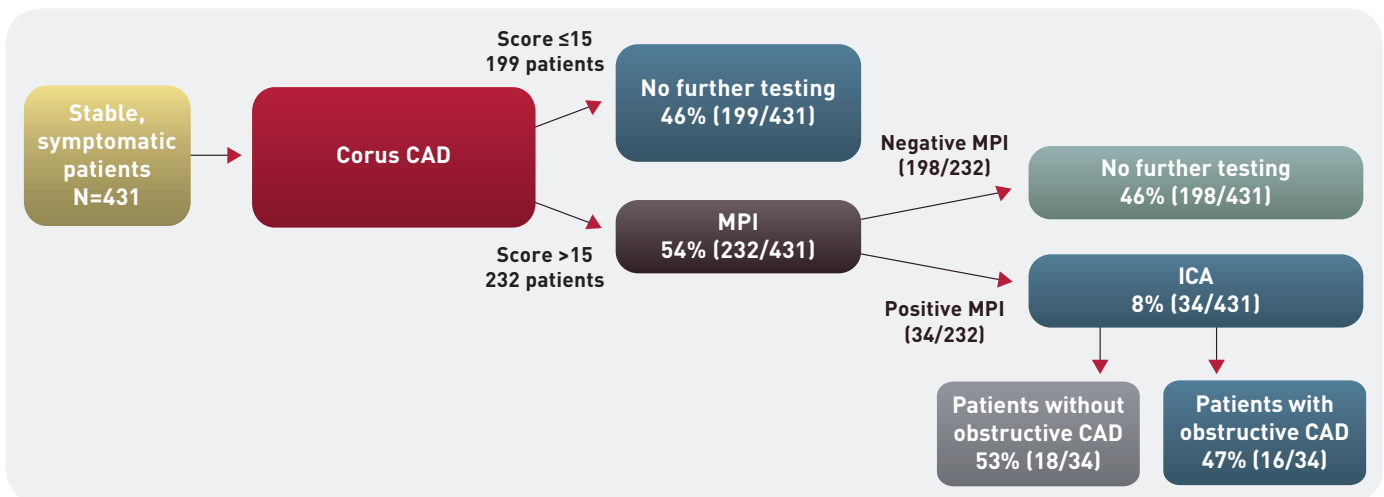 Stable,
symptomatic
patients
N=431
Corus CAD
Score ≤15
199 patients
No further testing
46% (199/431)
Score >15
232 patients
MPI
54% (232/431)
Negative MPI
(198/232)
No further testing
46% (198/431)
Positive MPI
(34/232)
ICA
8% (34/431)
Patients without
obstructive CAD
53% (18/34)
Patients with
obstructive CAD
47% (16/34)